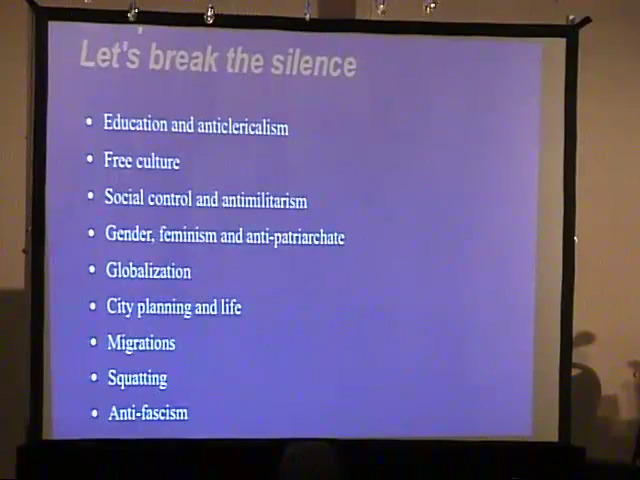 Let's break the silence
• Education and anticlericalism
• Free culture
• Social control and antimilitarism
• Gender, feminism and anti-patriarchate
• Globalization
• City planning and life
• Migrations
• Squatting
• Anti-fascism